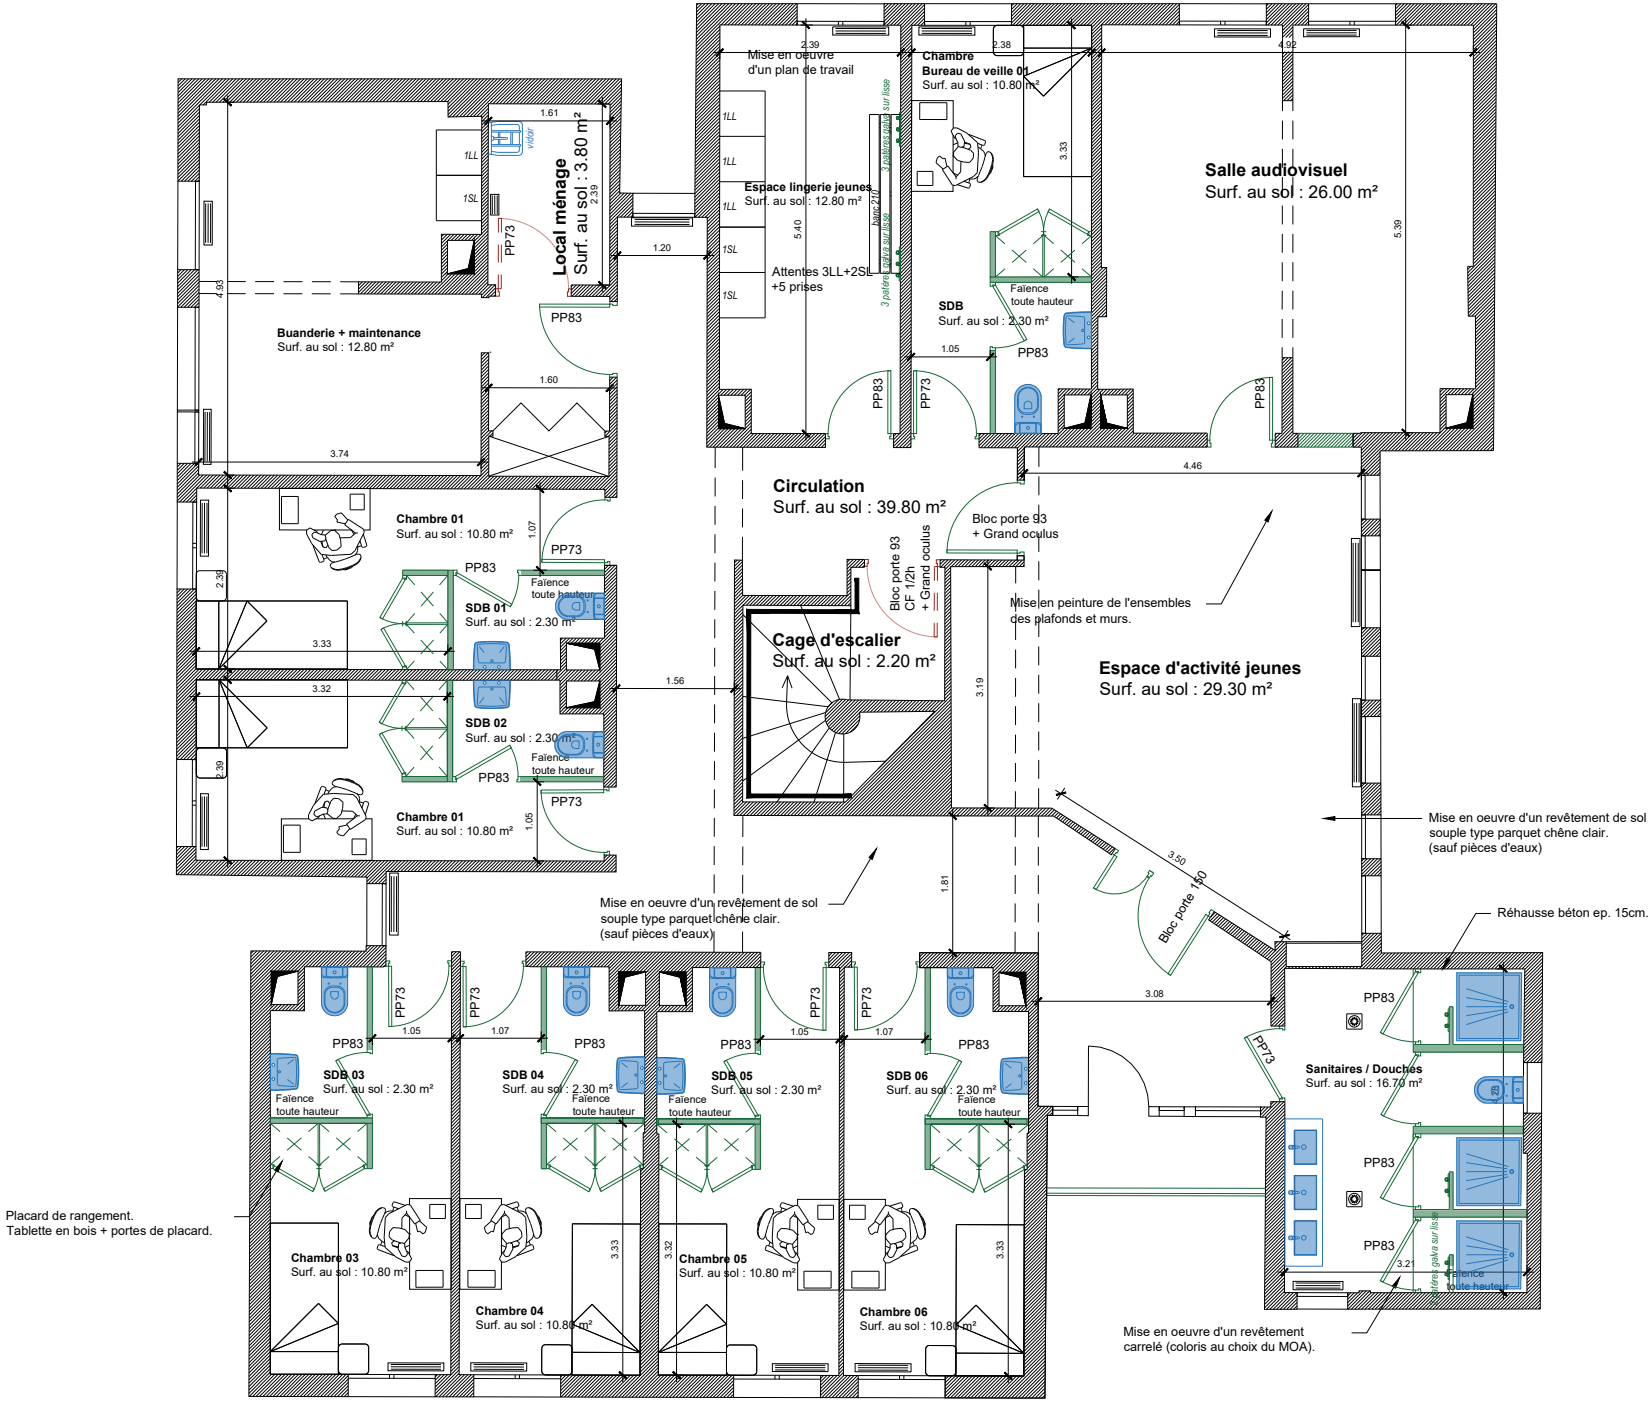 2.39
Mise en oeuvre
d'un plan de travail
1LL
1LL
1LL
1SL
1SL
Espace lingerie jeunes
Surf. au sol : 12.80 m²
5.40
Attentes 3LL+2SL
+5 prises
banc 210
3 patères galva sur lisse
3 patères galva sur lisse
PP83
2.38
Chambre
Bureau de veille 01
Surf. au sol : 10.80 m²
3.33
Faïence
toute hauteur
SDB
Surf. au sol : 2.30 m²
1.05
PP83
PP73
4.92
Salle audiovisuel
Surf. au sol : 26.00 m²
5.39
PP83
1.61
vidoir
1LL
1SL
Local ménage
Surf. au sol : 3.80 m²
2.39
PP73
1.20
PP83
4.93
Buanderie + maintenance
Surf. au sol : 12.80 m²
1.60
3.74
Circulation
Surf. au sol : 39.80 m²
4.46
Bloc porte 93
+ Grand oculus
Bloc porte 93
CF 1/2h
+ Grand oculus
Chambre 01
Surf. au sol : 10.80 m²
1.07
PP73
PP83
Faïence
toute hauteur
2.39
SDB 01
Surf. au sol : 2.30 m²
3.33
Mise en peinture de l'ensembles
des plafonds et murs.
Cage d'escalier
Surf. au sol : 2.20 m²
Espace d'activité jeunes
Surf. au sol : 29.30 m²
3.19
1.56
3.32
SDB 02
Surf. au sol : 2.30 m²
Faïence
toute hauteur
2.39
PP83
PP73
Chambre 01
Surf. au sol : 10.80 m²
1.05
Mise en oeuvre d'un revêtement de sol
souple type parquet chêne clair.
(sauf pièces d'eaux)
3.50
Bloc porte 150
1.81
Mise en oeuvre d'un revêtement de sol
souple type parquet chêne clair.
(sauf pièces d'eaux)
Réhausse béton ep. 15cm.
PP73
1.05
PP83
SDB 03
Surf. au sol : 2.30 m²
Faïence
toute hauteur
PP73
1.07
PP83
SDB 04
Surf. au sol : 2.30 m²
Faïence
toute hauteur
PP73
1.05
PP83
SDB 05
Surf. au sol : 2.30 m²
Faïence
toute hauteur
PP73
1.07
PP83
SDB 06
Surf. au sol : 2.30 m²
Faïence
toute hauteur
3.08
PP73
PP83
Sanitaires / Douches
Surf. au sol : 16.70 m²
PP83
PP83
3.21
2 patères galva sur lisse
Faïence
toute hauteur
Placard de rangement.
Tablette en bois + portes de placard.
Chambre 03
Surf. au sol : 10.80 m²
3.33
3.32
Chambre 05
Surf. au sol : 10.80 m²
3.33
Chambre 04
Surf. au sol : 10.80 m²
Chambre 06
Surf. au sol : 10.80 m²
Mise en oeuvre d'un revêtement
carrelé (coloris au choix du MOA).